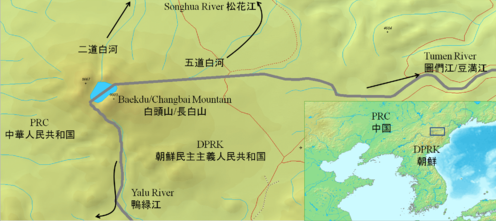 Songhua River 松花江
二道白河
五道白河
Tumen River
圖們江/豆滿江
Baekdu/Changbai Mountain
白頭山/長白山
PRC
中華人民共和国
DPRK
朝鮮民主主義人民共和国
Yalu River
鴨緑江
PRC
中国
DPRK
朝鮮